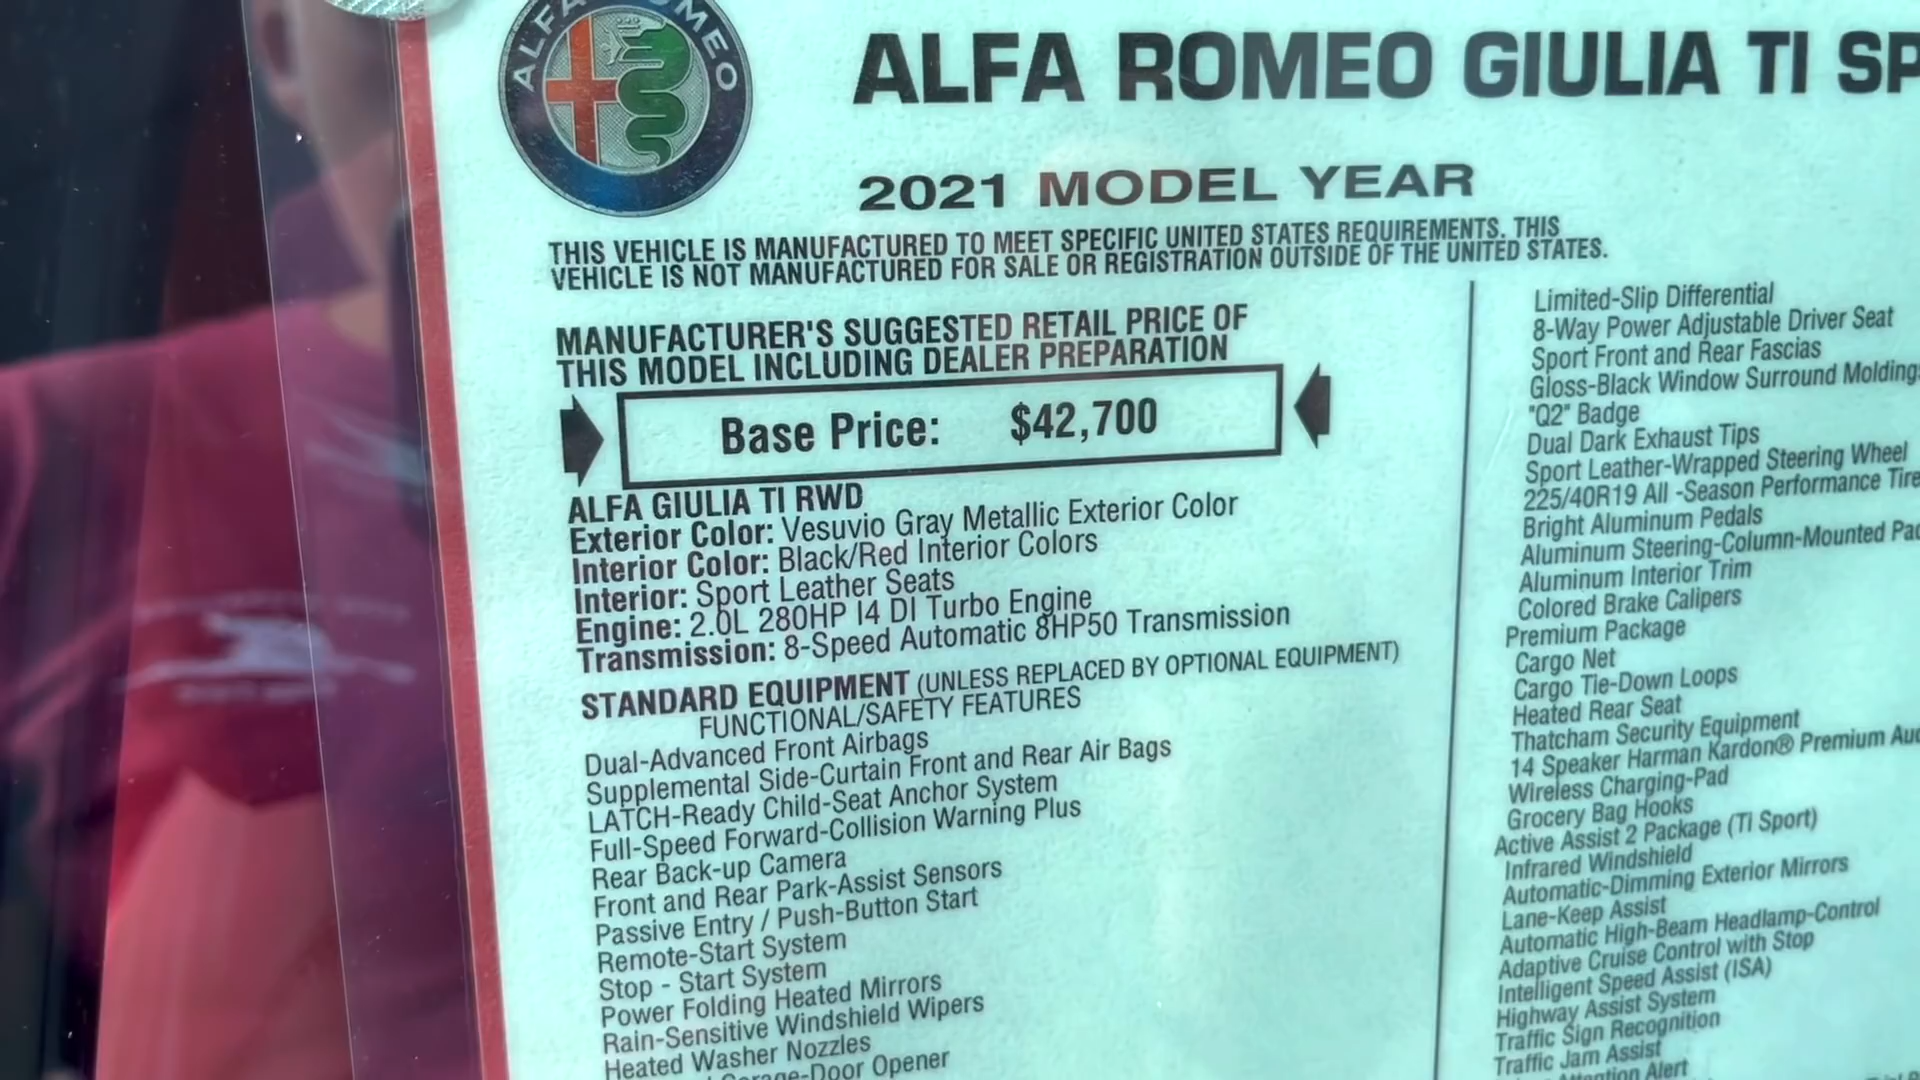 ALFA ROMEO
ALFA ROMEO GIULIA TI SP
2021 MODEL YEAR
THIS VEHICLE IS MANUFACTURED TO MEET SPECIFIC UNITED STATES REQUIREMENTS. THIS
VEHICLE IS NOT MANUFACTURED FOR SALE OR REGISTRATION OUTSIDE OF THE UNITED STATES.
MANUFACTURER'S SUGGESTED RETAIL PRICE OF
THIS MODEL INCLUDING DEALER PREPARATION
Base Price: $42,700
ALFA GIULIA TI RWD
Exterior Color: Vesuvio Gray Metallic Exterior Color
Interior Color: Black/Red Interior Colors
Interior: Sport Leather Seats
Engine: 2.0L 280HP I4 DI Turbo Engine
Transmission: 8-Speed Automatic 8HP50 Transmission
STANDARD EQUIPMENT (UNLESS REPLACED BY OPTIONAL EQUIPMENT)
FUNCTIONAL/SAFETY FEATURES
Dual-Advanced Front Airbags
Supplemental Side-Curtain Front and Rear Air Bags
LATCH-Ready Child-Seat Anchor System
Full-Speed Forward-Collision Warning Plus
Rear Back-up Camera
Front and Rear Park-Assist Sensors
Passive Entry / Push-Button Start
Remote-Start System
Stop - Start System
Power Folding Heated Mirrors
Rain-Sensitive Windshield Wipers
Heated Washer Nozzles
Garage-Door Opener
Limited-Slip Differential
8-Way Power Adjustable Driver Seat
Sport Front and Rear Fascias
Gloss-Black Window Surround Moldings
"Q2" Badge
Dual Dark Exhaust Tips
Sport Leather-Wrapped Steering Wheel
225/40R19 All -Season Performance Tire
Bright Aluminum Pedals
Aluminum Steering-Column-Mounted Pad
Aluminum Interior Trim
Colored Brake Calipers
Premium Package
Cargo Net
Cargo Tie-Down Loops
Heated Rear Seat
Thatcham Security Equipment
14 Speaker Harman Kardon® Premium Aud
Wireless Charging-Pad
Grocery Bag Hooks
Active Assist 2 Package (TI Sport)
Infrared Windshield
Automatic-Dimming Exterior Mirrors
Lane-Keep Assist
Automatic High-Beam Headlamp-Control
Adaptive Cruise Control with Stop
Intelligent Speed Assist (ISA)
Highway Assist System
Traffic Sign Recognition
Traffic Jam Assist
Attention Alert